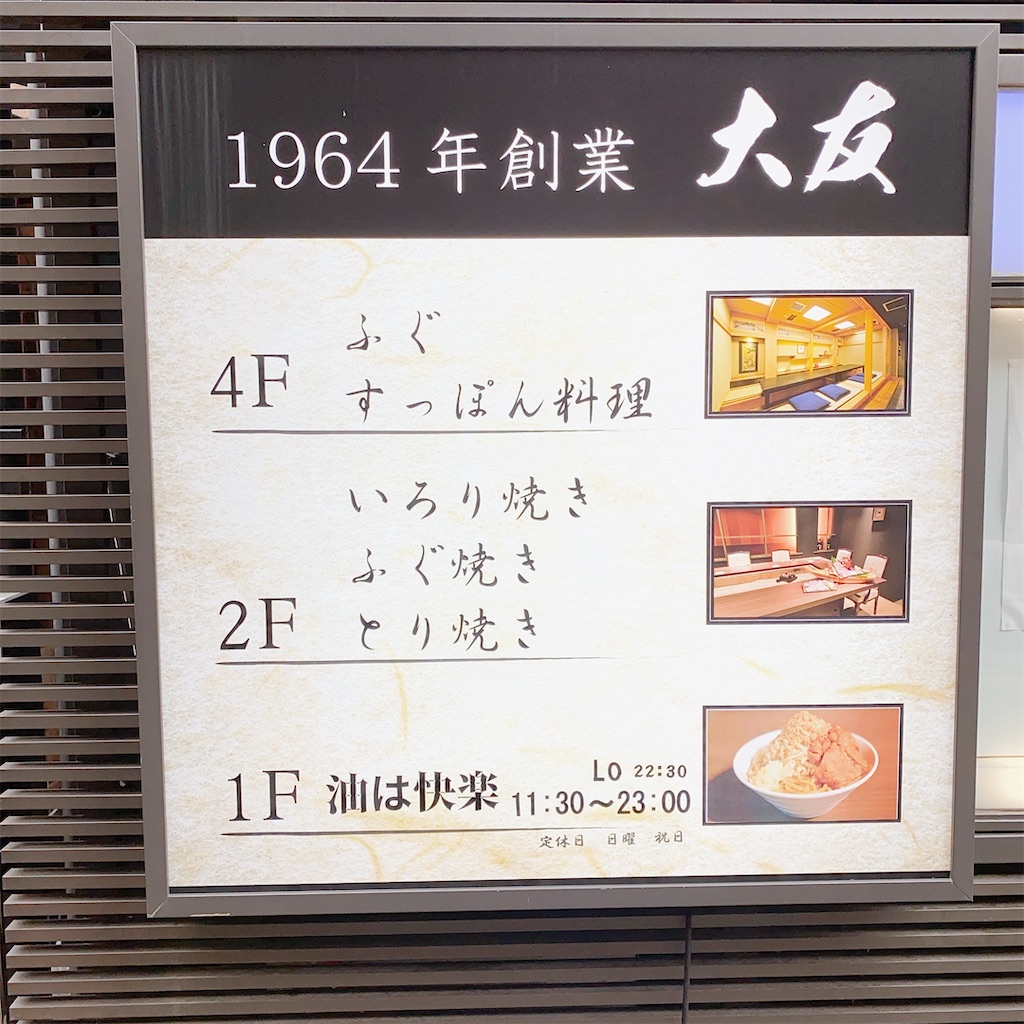 1964年創業 大友
4F
ふぐ
すっぽん料理
いろり焼き
ふぐ焼き
2F
とり焼き
1F 油は快楽
Lo 22:30
11:30～23:00
定休日 日曜 祝日